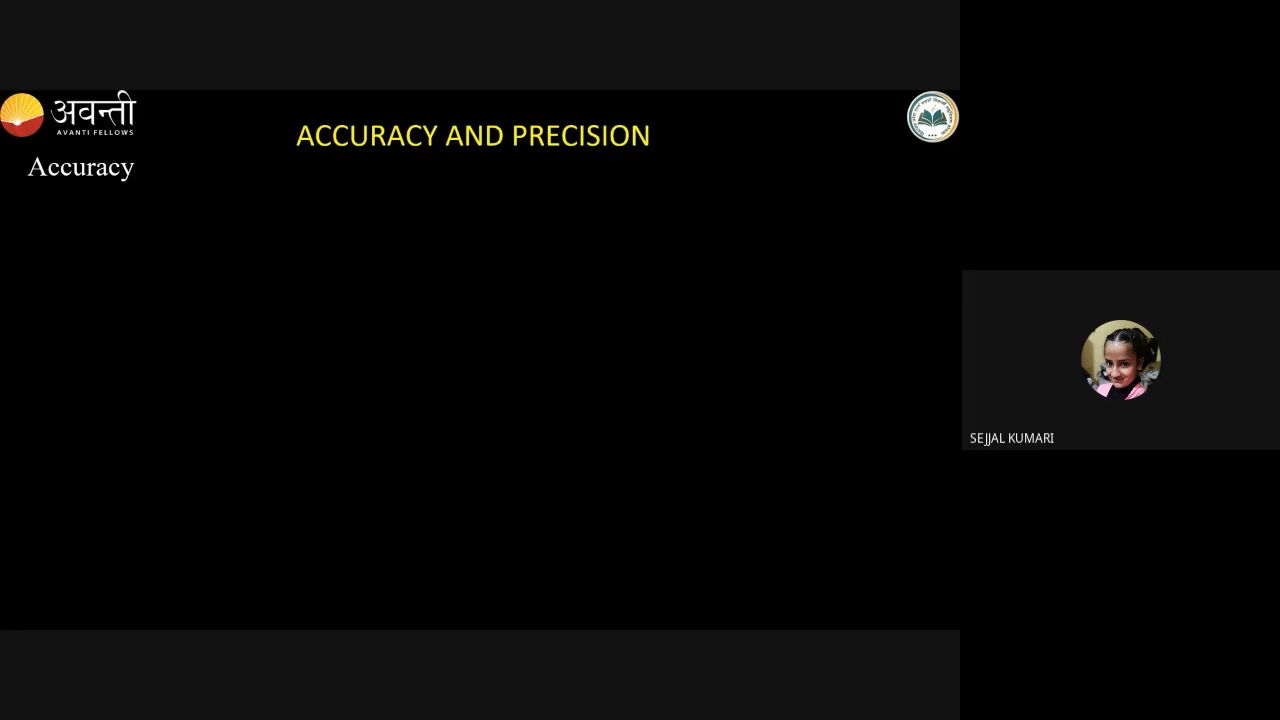 अवन्ती
AVANTI FELLOWS
ACCURACY AND PRECISION
Accuracy
SEJJAL KUMARI